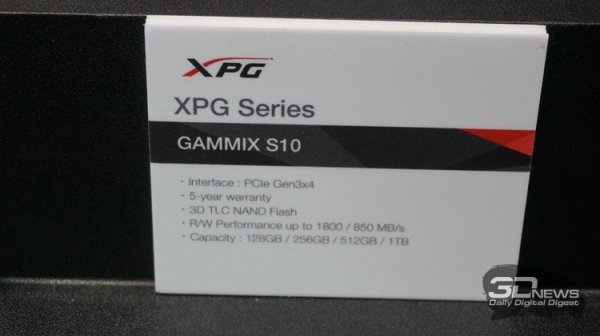 XPG
XPG Series
GAMMIX S10
· Interface : PCIe Gen3x4
· 5-year warranty
· 3D TLC NAND Flash
· R/W Performance up to 1800 / 850 MB/s
· Capacity : 128GB / 256GB / 512GB / 1TB
3DNEWS
Daily Digital Digest